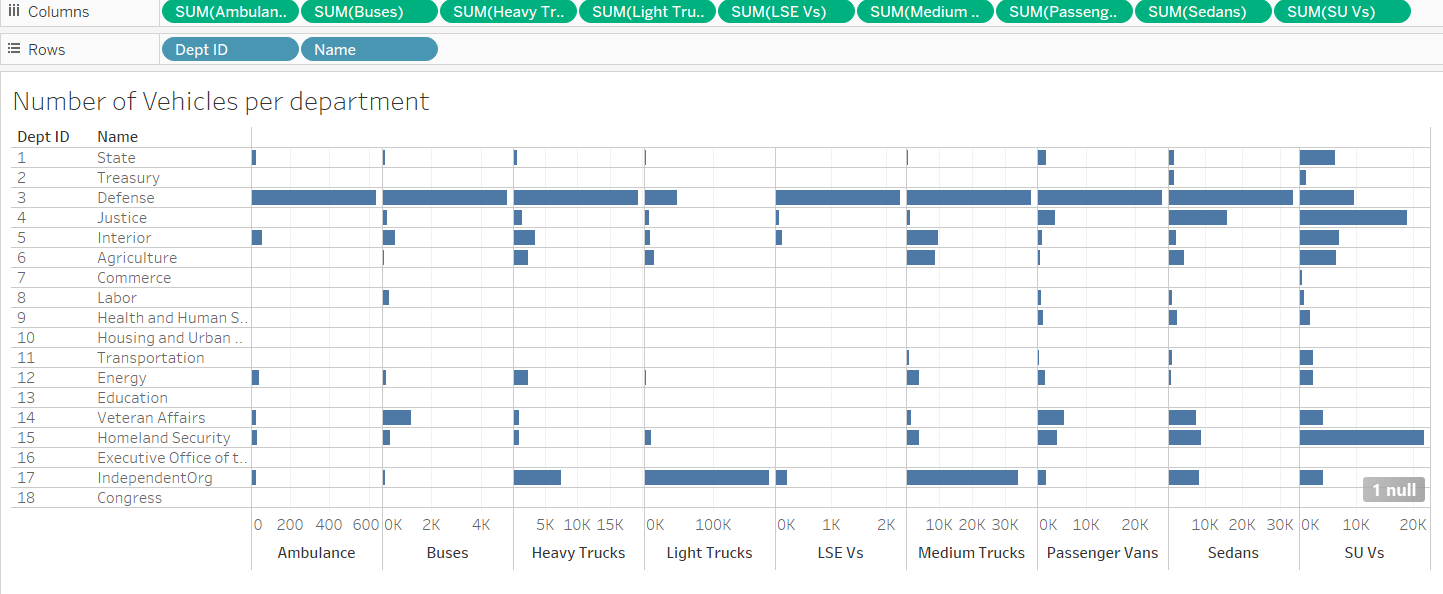 Columns SUM(Ambulan.. SUM(Buses) SUM(Heavy Tr.. SUM(Light Tru.. SUM(LSE Vs) SUM(Medium .. SUM(Passeng.. SUM(Sedans) SUM(SU Vs)
Rows Dept ID Name
Number of Vehicles per department
Dept ID Name
1 State
2 Treasury
3 Defense
4 Justice
5 Interior
6 Agriculture
7 Commerce
8 Labor
9 Health and Human S..
10 Housing and Urban ..
11 Transportation
12 Energy
13 Education
14 Veteran Affairs
15 Homeland Security
16 Executive Office of t..
17 IndependentOrg
18 Congress
1 null
0 200 400 600 0K 2K 4K 5K 10K 15K 0K 100K 0K 1K 2K 10K 20K 30K 0K 10K 20K 10K 20K 30K 0K 10K 20K
Ambulance Buses Heavy Trucks Light Trucks LSE Vs Medium Trucks Passenger Vans Sedans SU Vs